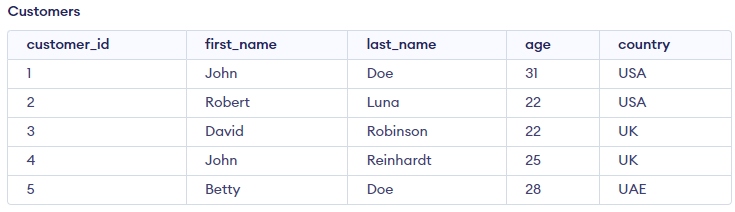 Customers
customer_id first_name last_name age country
1 John Doe 31 USA
2 Robert Luna 22 USA
3 David Robinson 22 UK
4 John Reinhardt 25 UK
5 Betty Doe 28 UAE